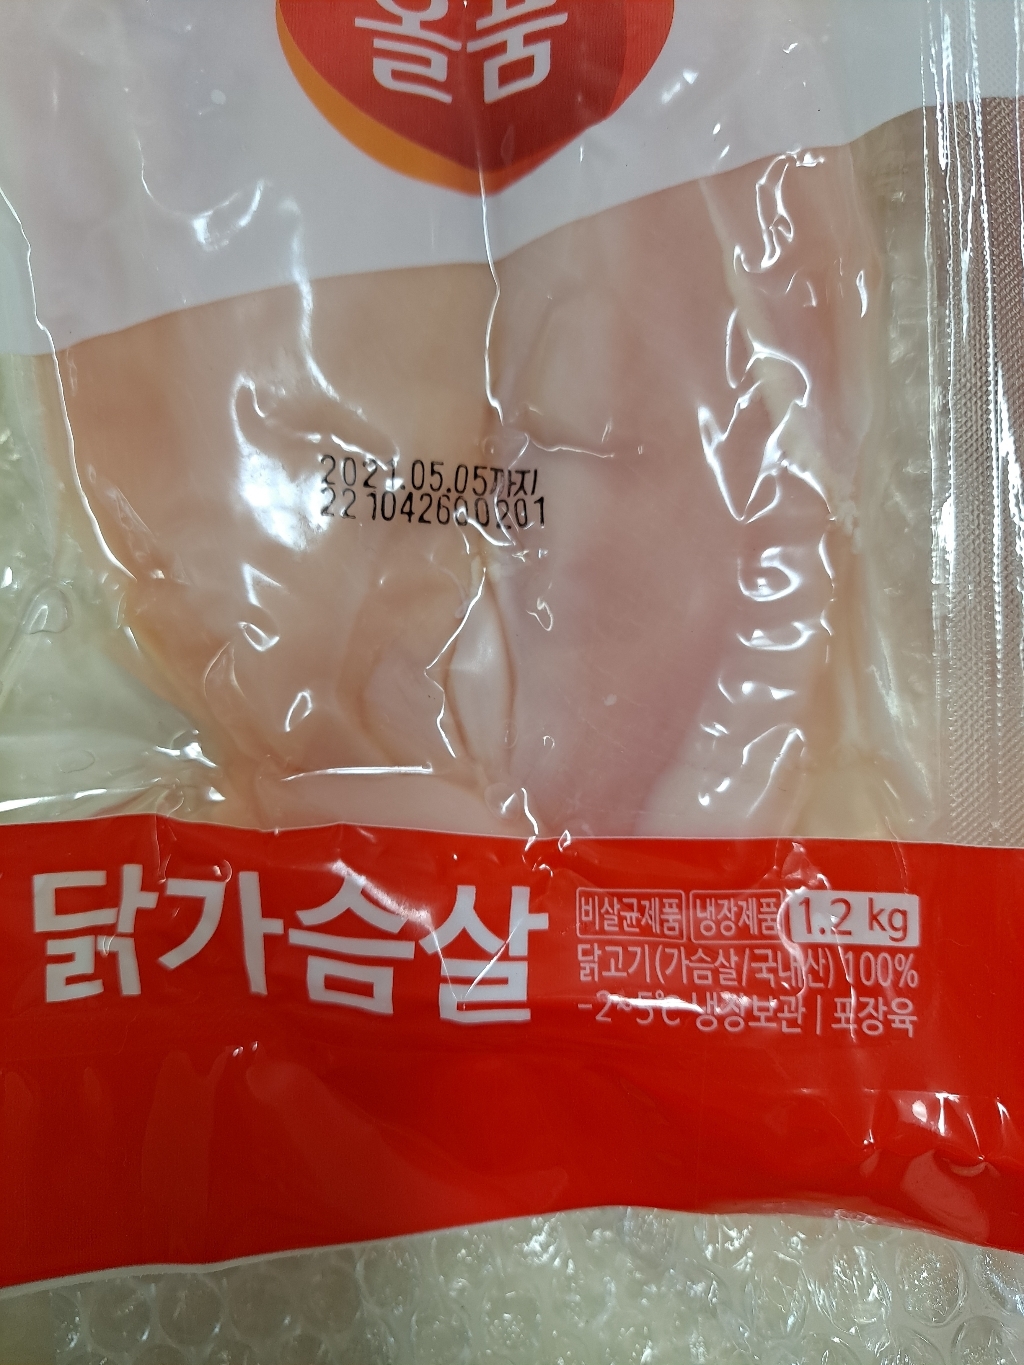 올품
2021.05.05까지
221042600201
닭가슴살
비살균제품 냉장제품 1.2 kg
닭고기(가슴살/국내산) 100%
-2~5℃ 냉장보관 | 포장육